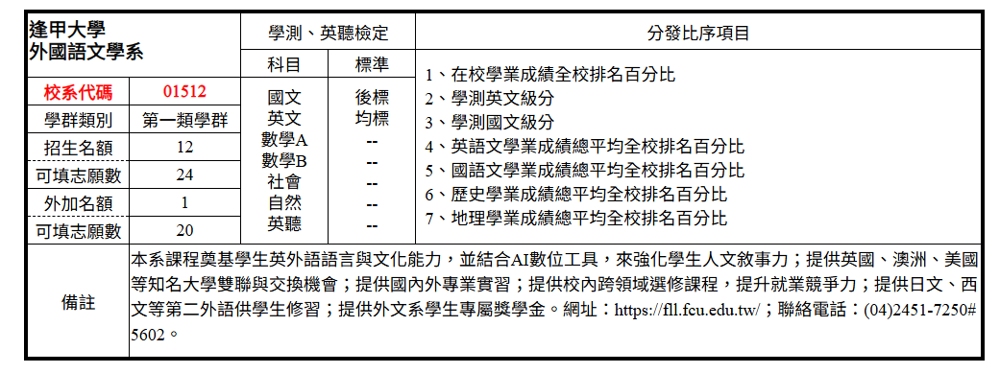 逢甲大學
外國語文學系
學測、英聽檢定
分發比序項目
科目 標準
校系代碼 01512
學群類別 第一類學群
招生名額 12
可填志願數 24
外加名額 1
可填志願數 20
國文 後標
英文 均標
數學A --
數學B --
社會 --
自然 --
英聽 --
1、在校學業成績全校排名百分比
2、學測英文級分
3、學測國文級分
4、英語文學業成績總平均全校排名百分比
5、國語文學業成績總平均全校排名百分比
6、歷史學業成績總平均全校排名百分比
7、地理學業成績總平均全校排名百分比
備註
本系課程奠基學生英外語語言與文化能力，並結合AI數位工具，來強化學生人文敘事力；提供英國、澳洲、美國
等知名大學雙聯與交換機會；提供國內外專業實習；提供校內跨領域選修課程，提升就業競爭力；提供日文、西
文等第二外語供學生修習；提供外文系學生專屬獎學金。網址：https://fll.fcu.edu.tw/；聯絡電話：(04)2451-7250#
5602。